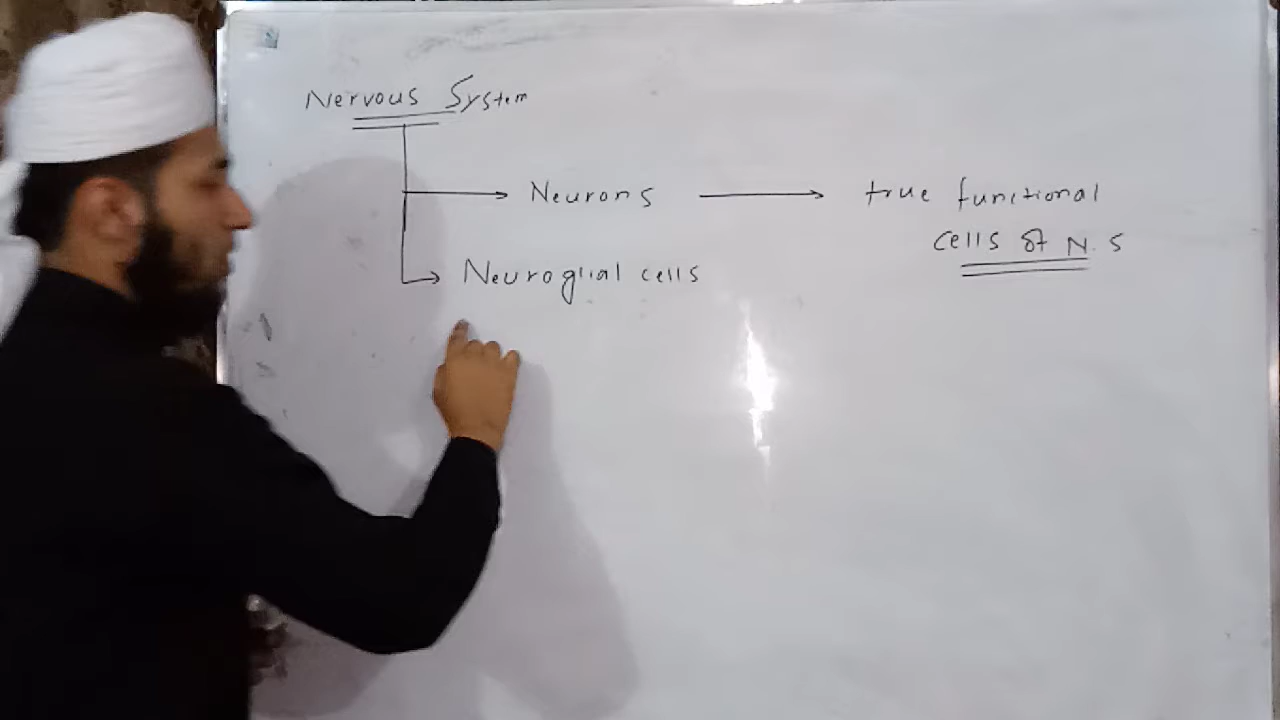 Nervous System
Neurons → true functional
cells of N.S
Neuroglial cells